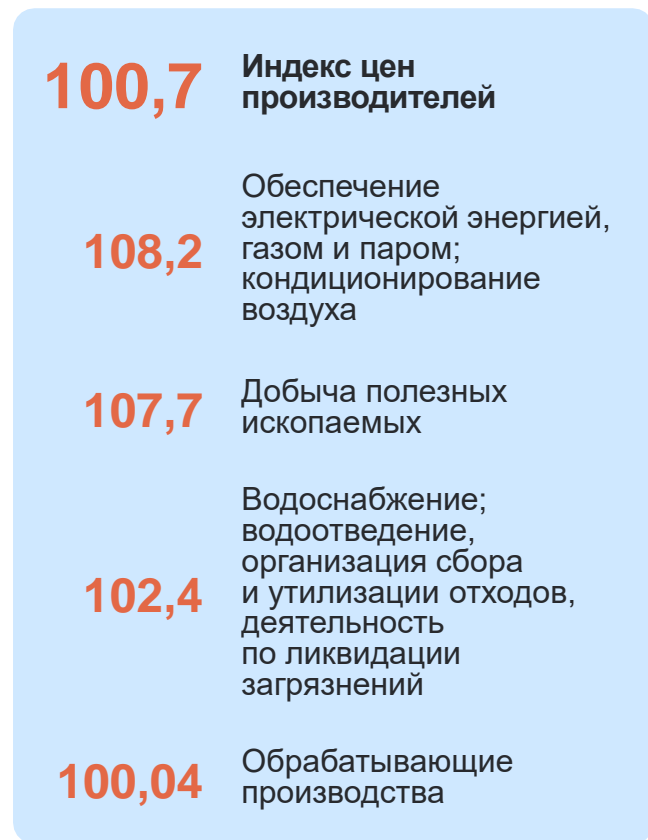 100,7
Индекс цен
производителей
108,2
Обеспечение
электрической энергией,
газом и паром;
кондиционирование
воздуха
107,7
Добыча полезных
ископаемых
102,4
Водоснабжение;
водоотведение,
организация сбора
и утилизации отходов,
деятельность
по ликвидации
загрязнений
100,04
Обрабатывающие
производства